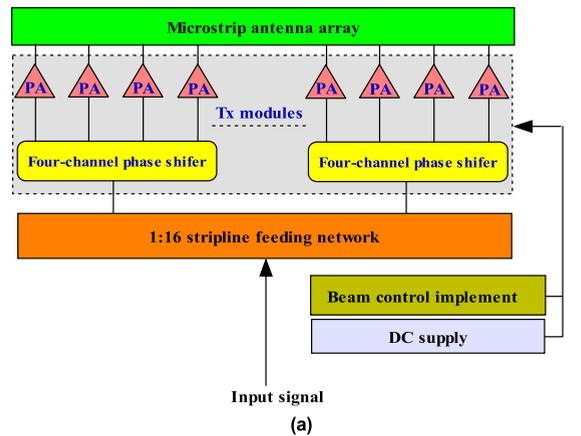 Microstrip antenna array
PA PA PA PA PA PA PA PA
Tx modules
Four-channel phase shifer Four-channel phase shifer
1:16 stripline feeding network
Beam control implement
DC supply
Input signal
(a)